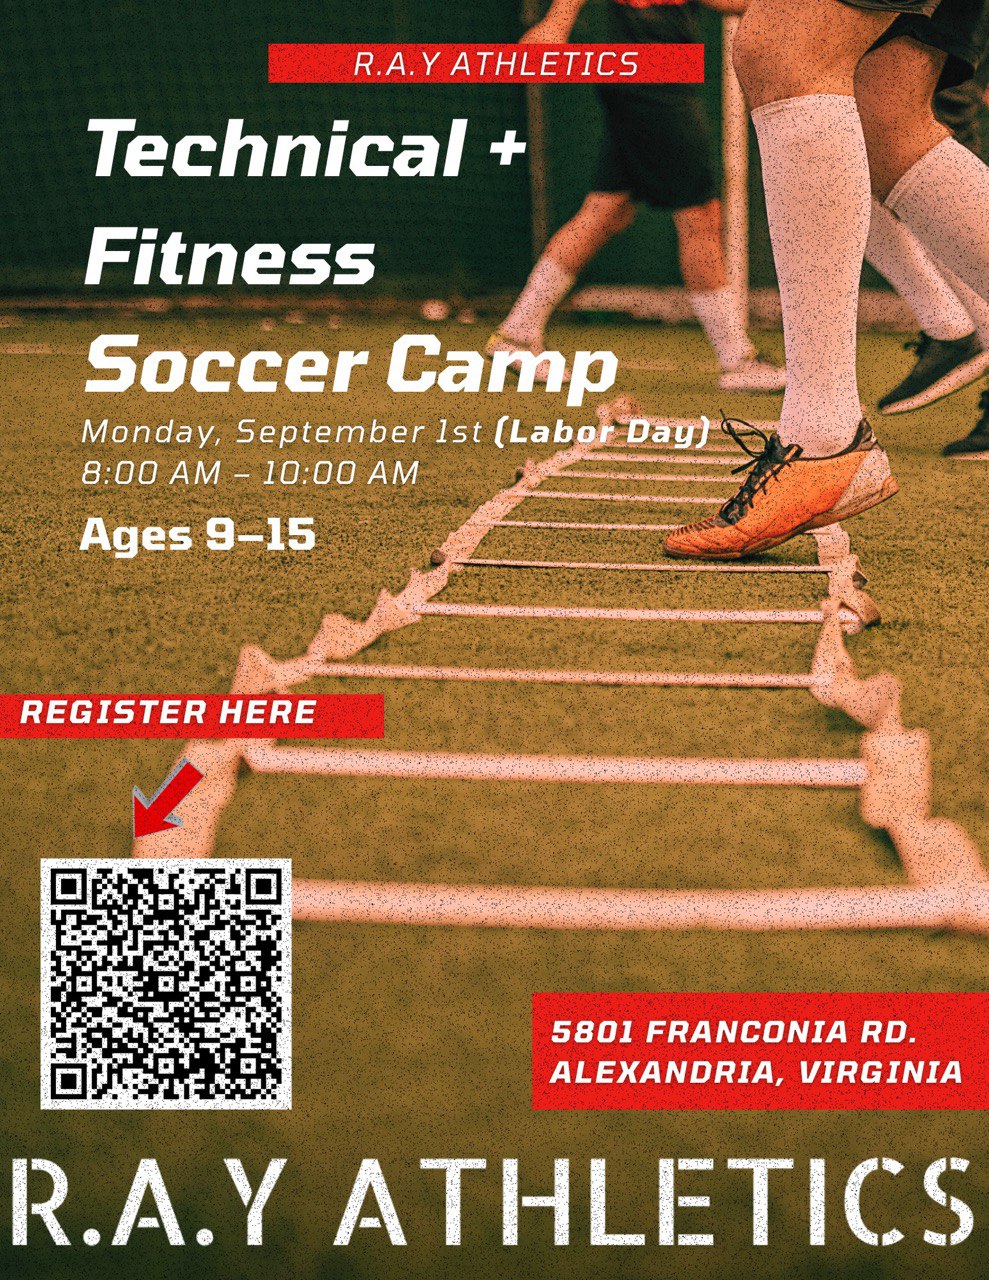 R.A.Y ATHLETICS
Technical +
Fitness
Soccer Camp
Monday, September 1st (Labor Day)
8:00 AM – 10:00 AM
Ages 9–15
REGISTER HERE
5801 FRANCONIA RD.
ALEXANDRIA, VIRGINIA
R.A.Y ATHLETICS